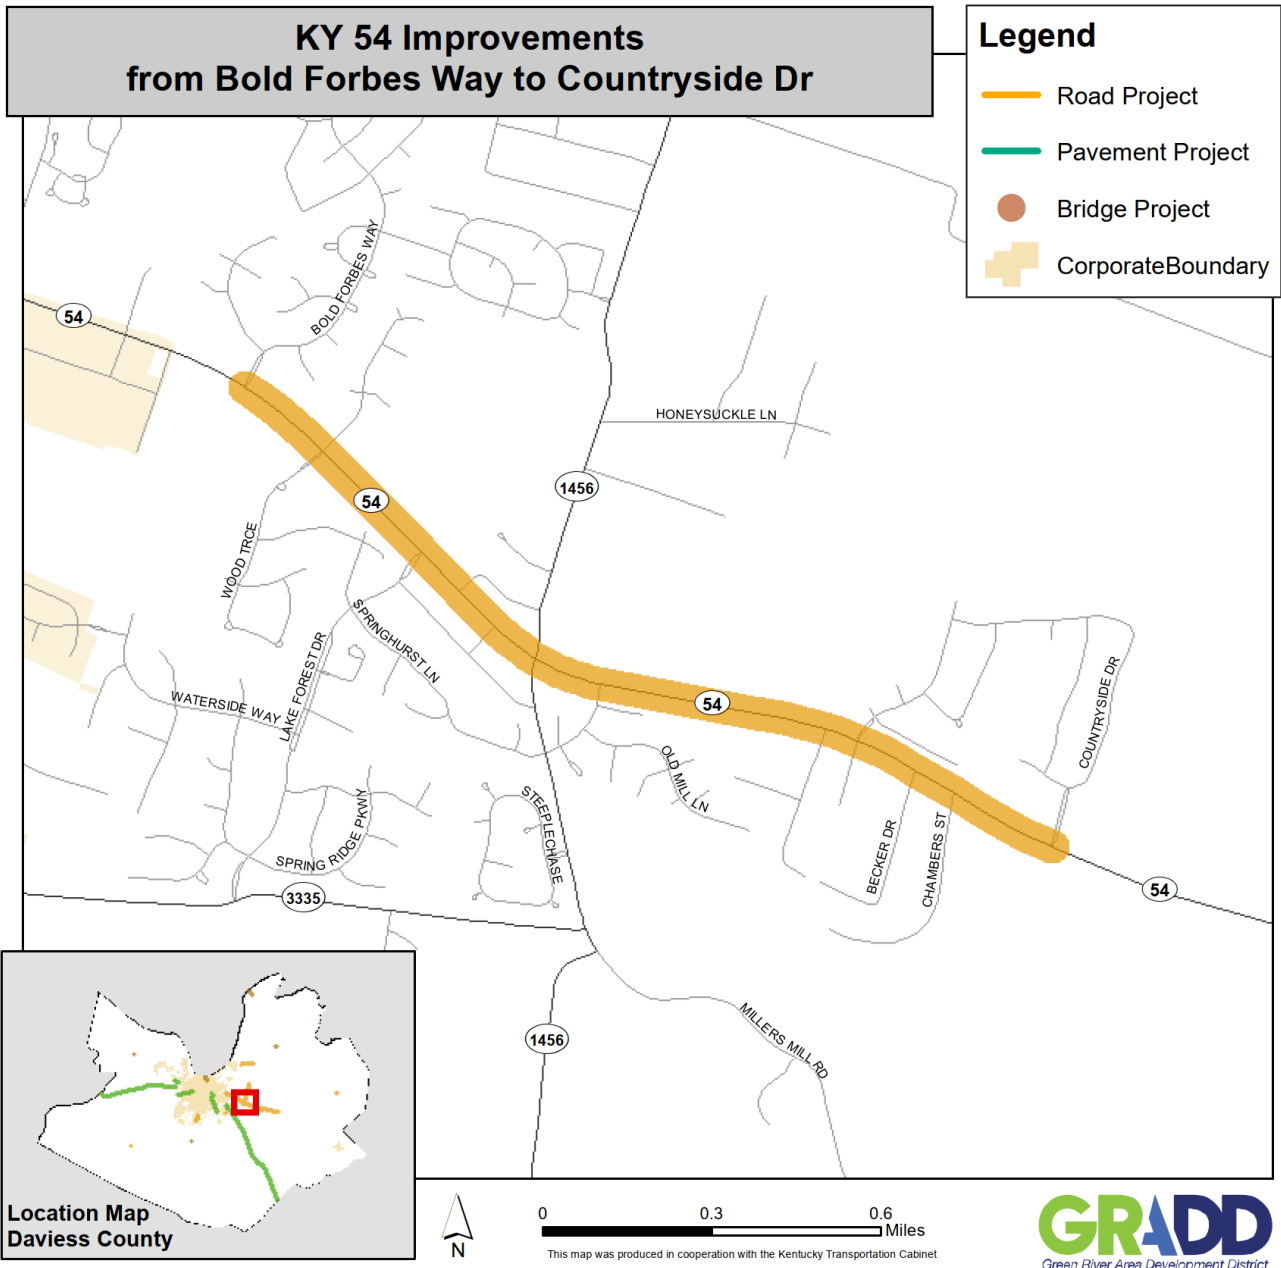 KY 54 Improvements
from Bold Forbes Way to Countryside Dr
Legend
Road Project
Pavement Project
Bridge Project
CorporateBoundary
54
BOLD FORBES WAY
HONEYSUCKLE LN
1456
54
WOOD TRCE
SPRINGHURST LN
LAKE FOREST DR
WATERSIDE WAY
54
COUNTRYSIDE DR
OLD MILL LN
STEEPLECHASE
SPRING RIDGE PKWY
BECKER DR
CHAMBERS ST
3335
54
1456
MILLERS MILL RD
Location Map
Daviess County
N
0 0.3 0.6
Miles
This map was produced in cooperation with the Kentucky Transportation Cabinet
GRADD
Green River Area Development District